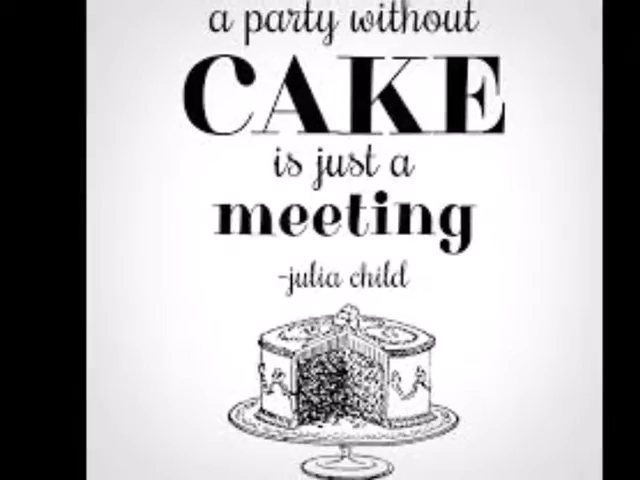 a party without
CAKE
is just a
meeting
-julia child